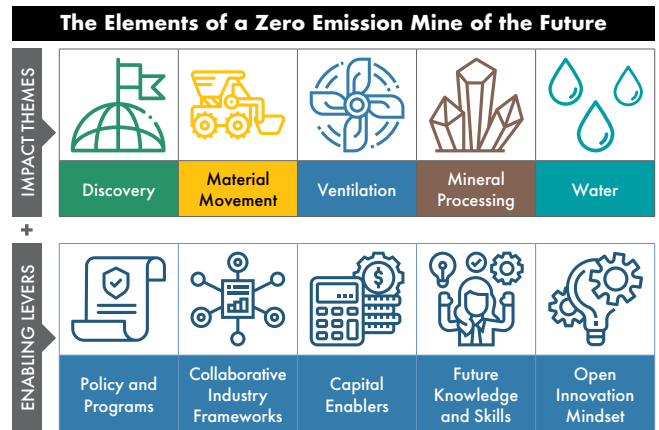 The Elements of a Zero Emission Mine of the Future
IMPACT THEMES
Discovery
Material
Movement
Ventilation
Mineral
Processing
Water
+
ENABLING LEVERS
$
Policy and
Programs
Collaborative
Industry
Frameworks
Capital
Enablers
Future
Knowledge
and Skills
Open
Innovation
Mindset